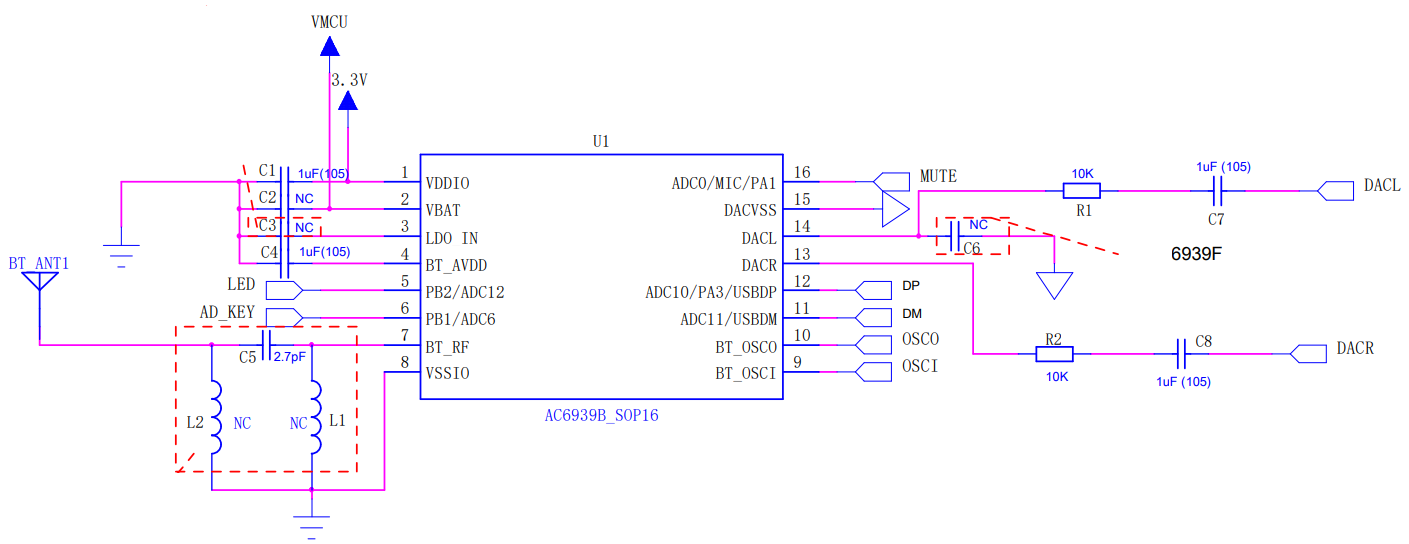 VMCU
3.3V
U1
C1 1uF(105)
C2 NC
C3 NC
C4 1uF(105)
1 VDDIO
2 VBAT
3 LDO IN
4 BT_AVDD
5 PB2/ADC12
6 PB1/ADC6
7 BT_RF
8 VSSIO
ADC0/MIC/PA1 16
DACVSS 15
DACL 14
DACR 13
ADC10/PA3/USBDP 12
ADC11/USBDM 11
BT_OSCO 10
BT_OSCI 9
MUTE
10K
R1
1uF (105)
C7
DACL
NC
C6
6939F
BT_ANT1
LED
AD_KEY
DP
DM
OSCO
OSCI
R2
10K
C8
1uF (105)
DACR
C5 2.7pF
L2 NC
NC L1
AC6939B_SOP16